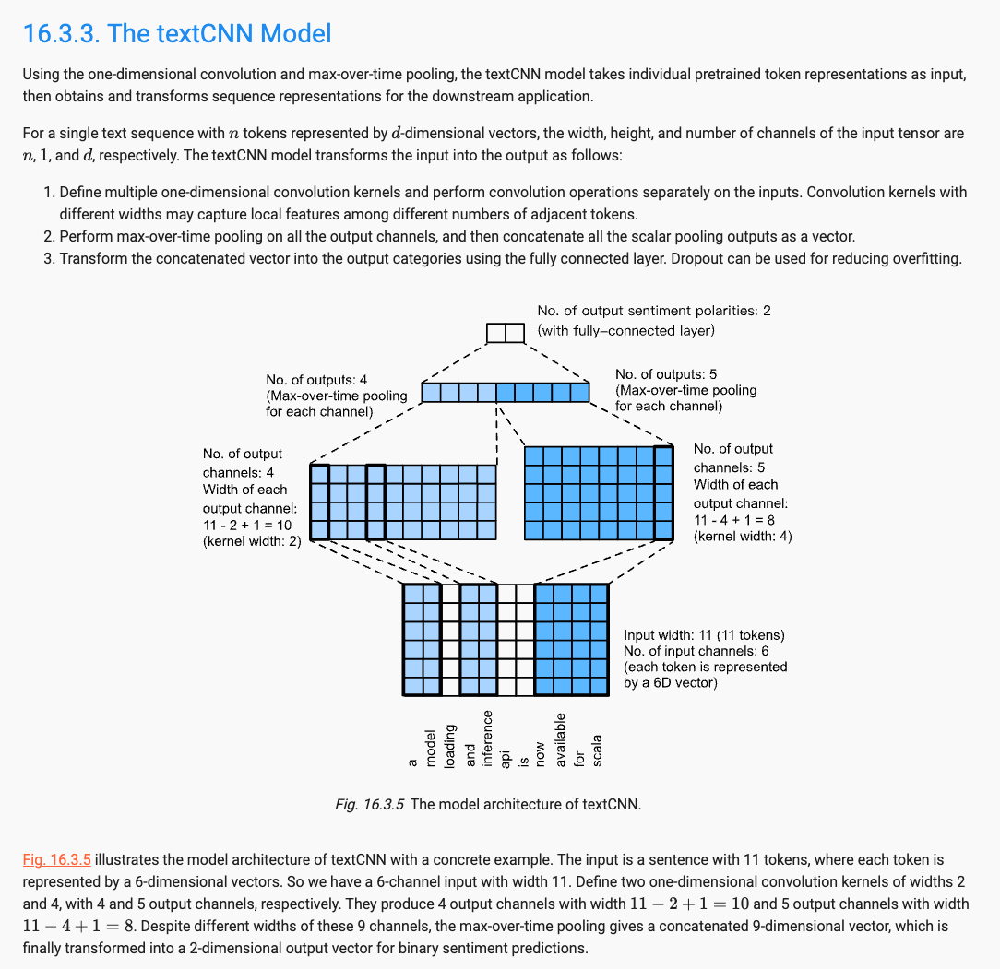 16.3.3. The textCNN Model
Using the one-dimensional convolution and max-over-time pooling, the textCNN model takes individual pretrained token representations as input,
then obtains and transforms sequence representations for the downstream application.
For a single text sequence with n tokens represented by d-dimensional vectors, the width, height, and number of channels of the input tensor are
n, 1, and d, respectively. The textCNN model transforms the input into the output as follows:
1. Define multiple one-dimensional convolution kernels and perform convolution operations separately on the inputs. Convolution kernels with
different widths may capture local features among different numbers of adjacent tokens.
2. Perform max-over-time pooling on all the output channels, and then concatenate all the scalar pooling outputs as a vector.
3. Transform the concatenated vector into the output categories using the fully connected layer. Dropout can be used for reducing overfitting.
No. of output sentiment polarities: 2
(with fully–connected layer)
No. of outputs: 4
(Max-over-time pooling
for each channel)
No. of outputs: 5
(Max-over-time pooling
for each channel)
No. of output
channels: 4
Width of each
output channel:
11 - 2 + 1 = 10
(kernel width: 2)
No. of output
channels: 5
Width of each
output channel:
11 - 4 + 1 = 8
(kernel width: 4)
Input width: 11 (11 tokens)
No. of input channels: 6
(each token is represented
by a 6D vector)
a
model
loading
and
inference
api
is
now
available
for
scala
Fig. 16.3.5 The model architecture of textCNN.
Fig. 16.3.5 illustrates the model architecture of textCNN with a concrete example. The input is a sentence with 11 tokens, where each token is
represented by a 6-dimensional vectors. So we have a 6-channel input with width 11. Define two one-dimensional convolution kernels of widths 2
and 4, with 4 and 5 output channels, respectively. They produce 4 output channels with width 11 − 2 + 1 = 10 and 5 output channels with width
11 − 4 + 1 = 8. Despite different widths of these 9 channels, the max-over-time pooling gives a concatenated 9-dimensional vector, which is
finally transformed into a 2-dimensional output vector for binary sentiment predictions.